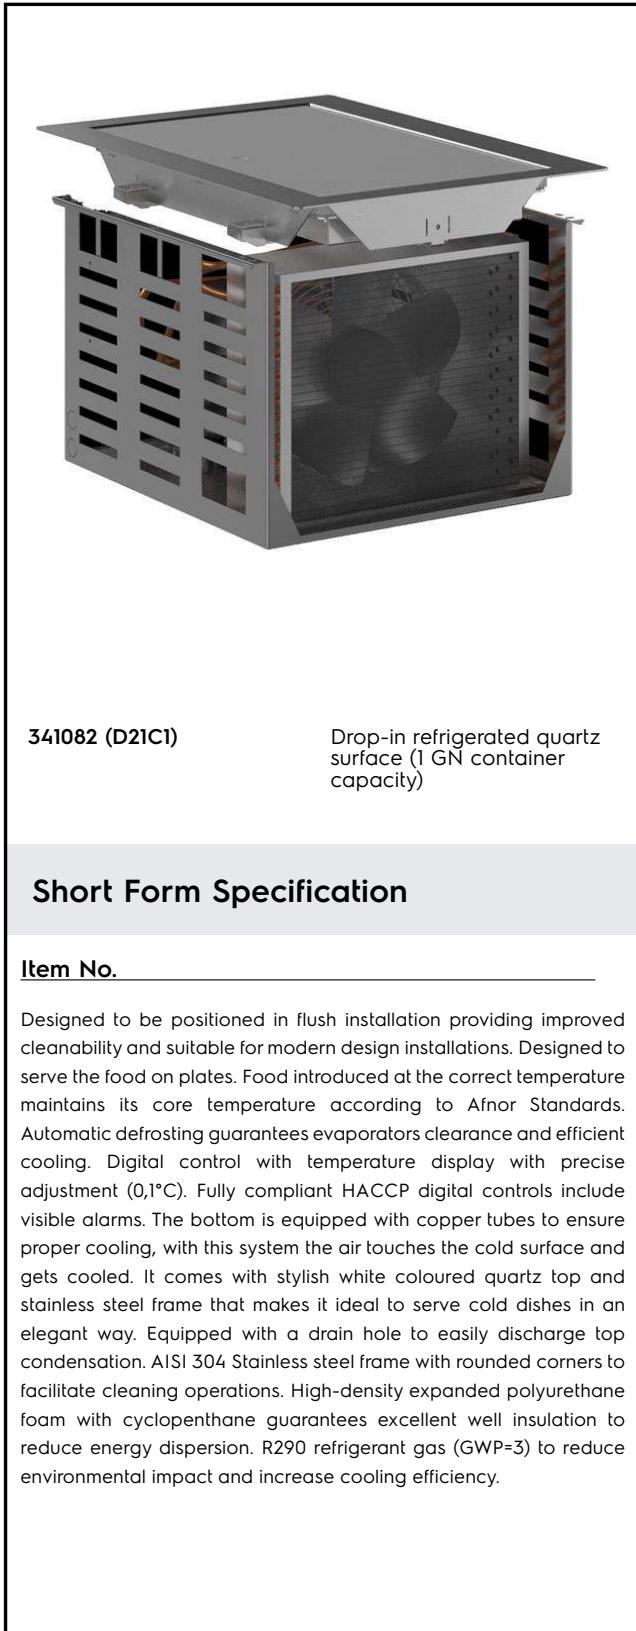 341082 (D21C1)
Drop-in refrigerated quartz
surface (1 GN container
capacity)
Short Form Specification
Item No.
Designed to be positioned in flush installation providing improved
cleanability and suitable for modern design installations. Designed to
serve the food on plates. Food introduced at the correct temperature
maintains its core temperature according to Afnor Standards.
Automatic defrosting guarantees evaporators clearance and efficient
cooling. Digital control with temperature display with precise
adjustment (0,1°C). Fully compliant HACCP digital controls include
visible alarms. The bottom is equipped with copper tubes to ensure
proper cooling, with this system the air touches the cold surface and
gets cooled. It comes with stylish white coloured quartz top and
stainless steel frame that makes it ideal to serve cold dishes in an
elegant way. Equipped with a drain hole to easily discharge top
condensation. AISI 304 Stainless steel frame with rounded corners to
facilitate cleaning operations. High-density expanded polyurethane
foam with cyclopenthane guarantees excellent well insulation to
reduce energy dispersion. R290 refrigerant gas (GWP=3) to reduce
environmental impact and increase cooling efficiency.